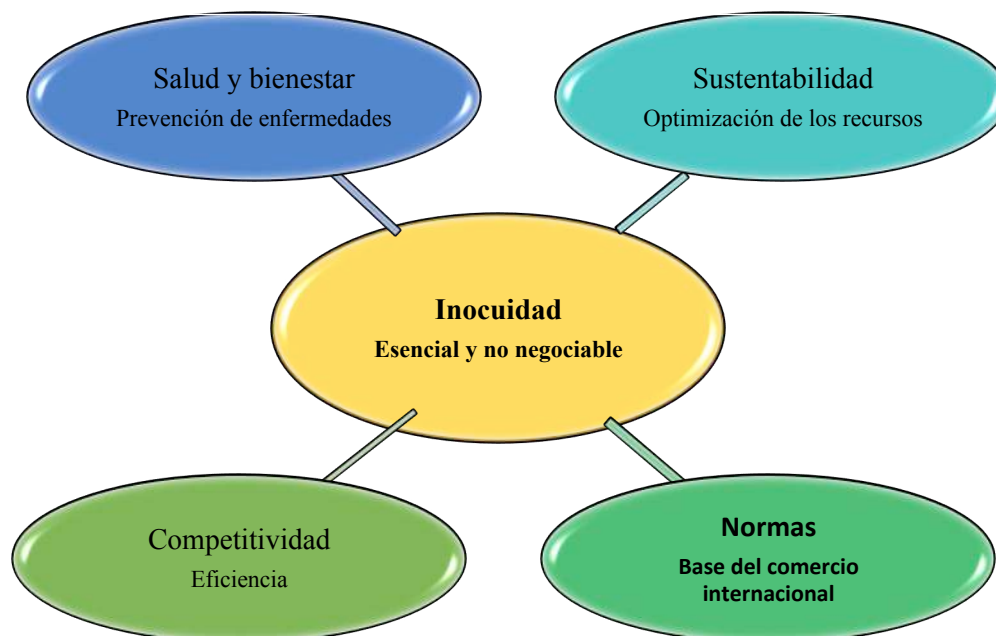 Salud y bienestar
Prevención de enfermedades
Sustentabilidad
Optimización de los recursos
Inocuidad
Esencial y no negociable
Competitividad
Eficiencia
Normas
Base del comercio
internacional